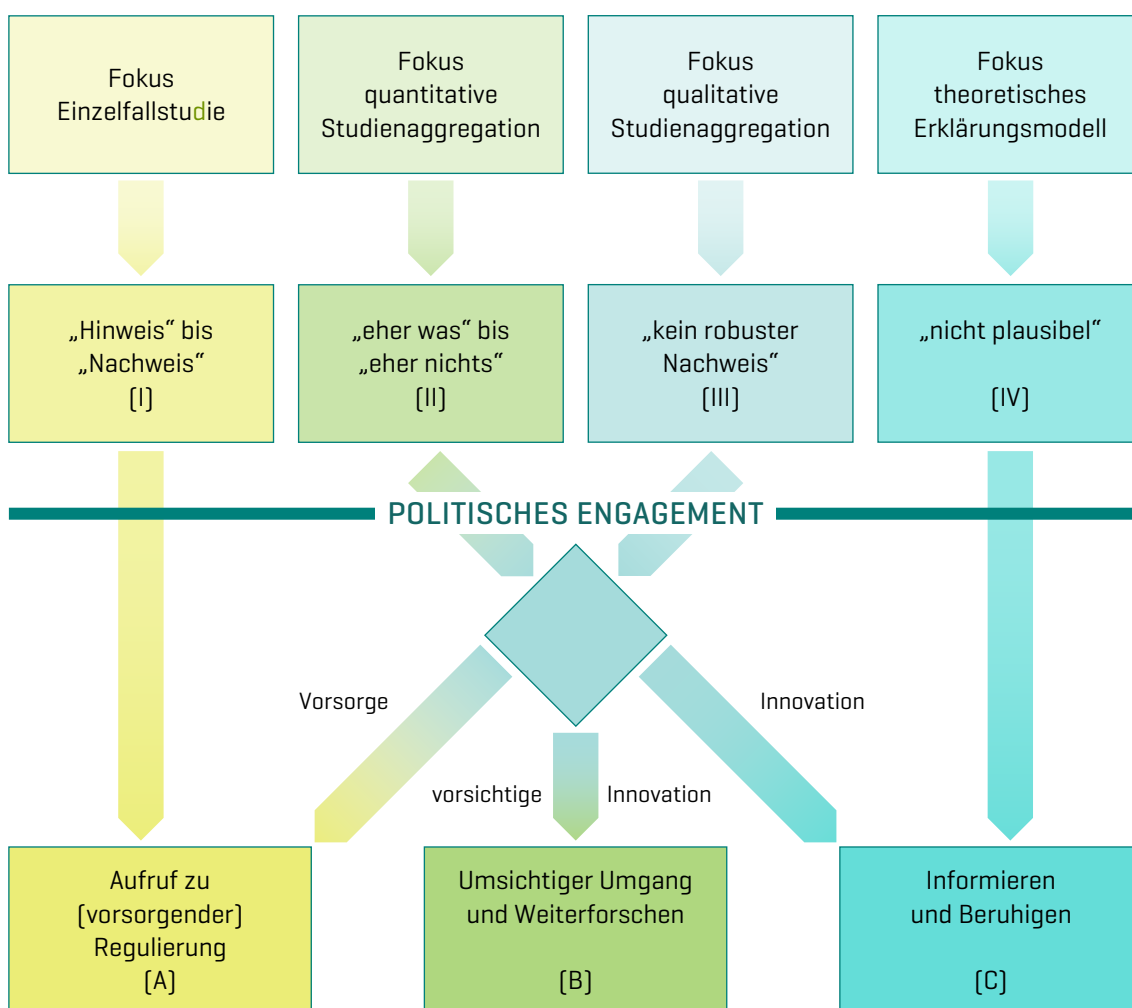 Fokus
Einzelfallstudie
Fokus
quantitative
Studienaggregation
Fokus
qualitative
Studienaggregation
Fokus
theoretisches
Erklärungsmodell
„Hinweis“ bis
„Nachweis“
(I)
„eher was“ bis
„eher nichts“
(II)
„kein robuster
Nachweis“
(III)
„nicht plausibel“
(IV)
POLITISCHES ENGAGEMENT
Vorsorge
Innovation
vorsichtige Innovation
Aufruf zu
(vorsorgender)
Regulierung
(A)
Umsichtiger Umgang
und Weiterforschen
(B)
Informieren
und Beruhigen
(C)